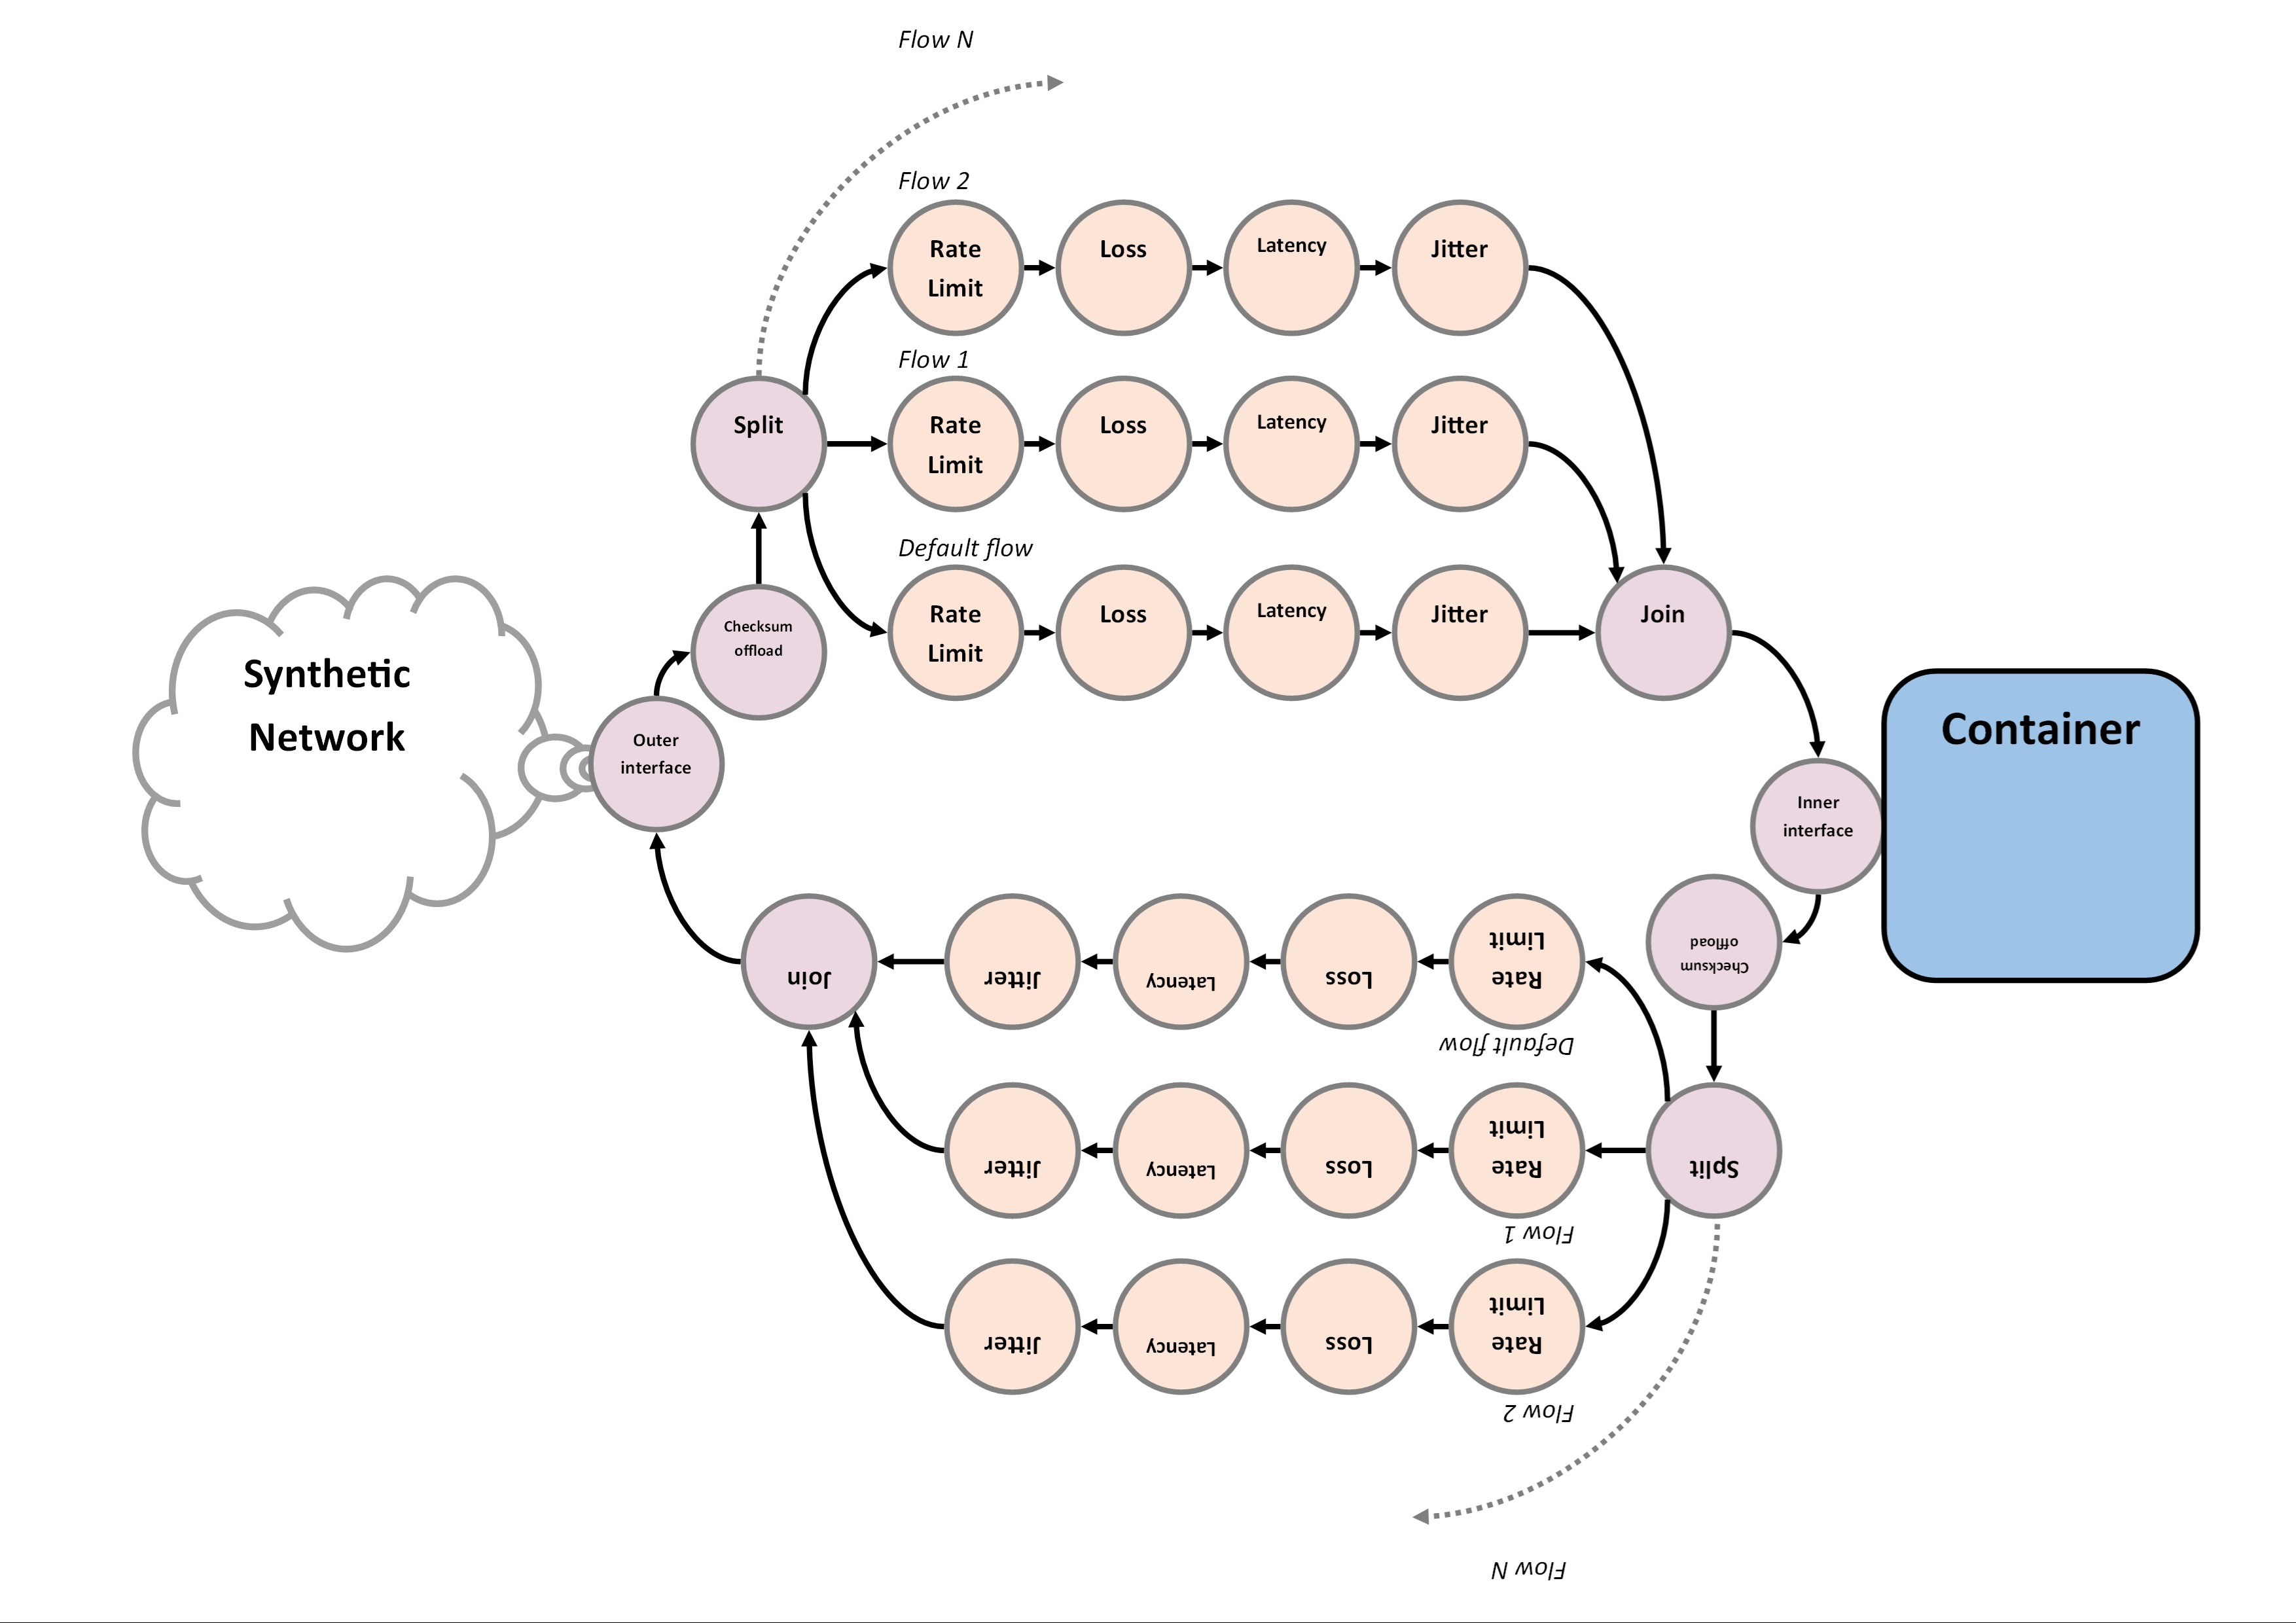 Flow N
Flow 2
Rate
Limit
Loss
Latency
Jitter
Flow 1
Split
Rate
Limit
Loss
Latency
Jitter
Default flow
Checksum
offload
Rate
Limit
Loss
Latency
Jitter
Join
Synthetic
Network
Outer
interface
Container
Inner
interface
Checksum
offload
Join
Jitter
Latency
Loss
Rate
Limit
Default flow
Jitter
Latency
Loss
Rate
Limit
Split
Flow 1
Jitter
Latency
Loss
Rate
Limit
Flow 2
Flow N